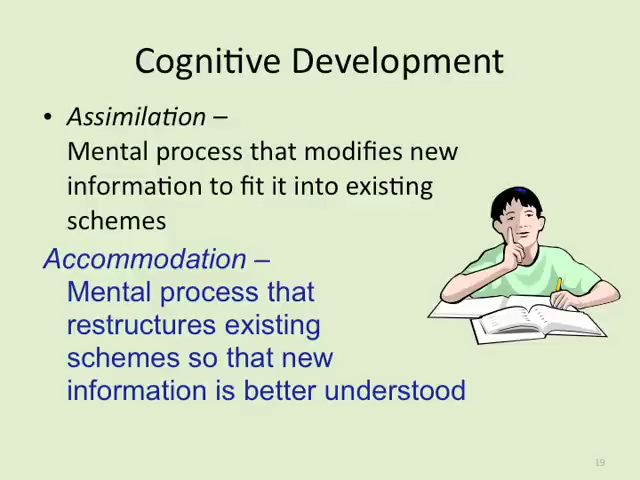 Cognitive Development
• Assimilation –
Mental process that modifies new
information to fit it into existing
schemes
Accommodation –
Mental process that
restructures existing
schemes so that new
information is better understood
19